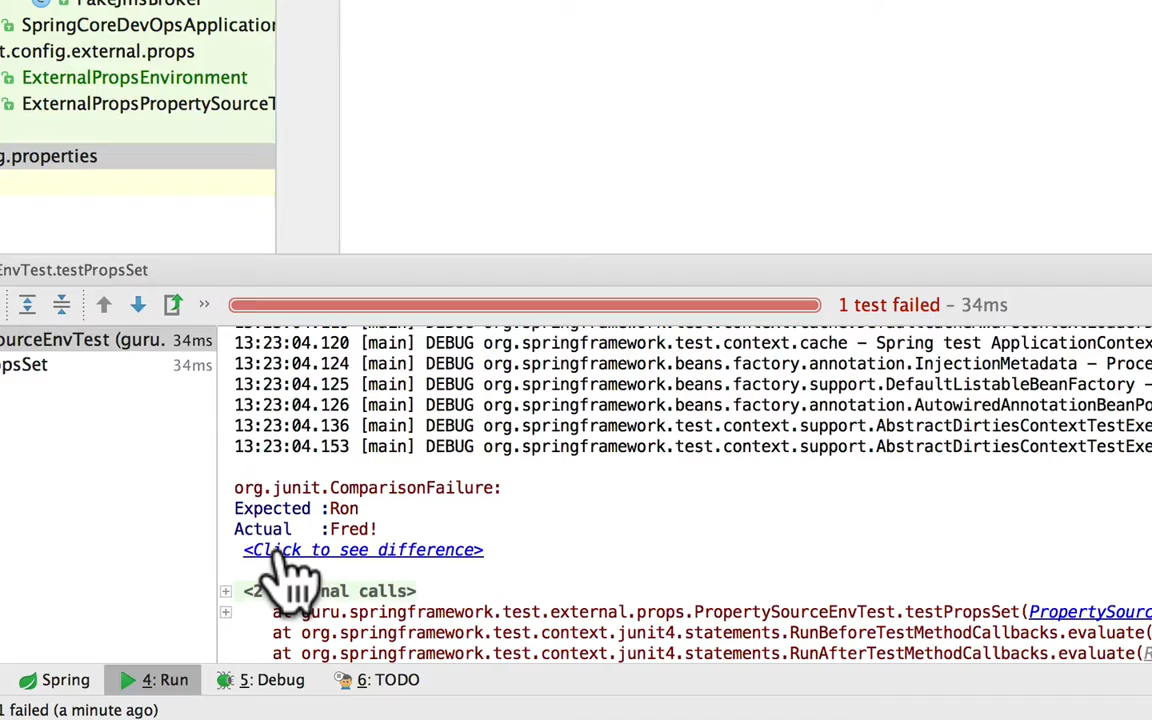 FakeJmsBroker
SpringCoreDevOpsApplication
t.config.external.props
ExternalPropsEnvironment
ExternalPropsPropertySourceT
g.properties
EnvTest.testPropsSet
1 test failed – 34ms
ourceEnvTest (guru. 34ms
opsSet 34ms
13:23:04.120 [main] DEBUG org.springframework.test.context.cache - Spring test ApplicationContex
13:23:04.124 [main] DEBUG org.springframework.beans.factory.annotation.InjectionMetadata - Proce
13:23:04.125 [main] DEBUG org.springframework.beans.factory.support.DefaultListableBeanFactory -
13:23:04.126 [main] DEBUG org.springframework.beans.factory.annotation.AutowiredAnnotationBeanPo
13:23:04.136 [main] DEBUG org.springframework.test.context.support.AbstractDirtiesContextTestExe
13:23:04.153 [main] DEBUG org.springframework.test.context.support.AbstractDirtiesContextTestExe
org.junit.ComparisonFailure:
Expected :Ron
Actual :Fred!
<Click to see difference>
nal calls>
guru.springframework.test.external.props.PropertySourceEnvTest.testPropsSet(PropertySourc
at org.springframework.test.context.junit4.statements.RunBeforeTestMethodCallbacks.evaluate(
at org.springframework.test.context.junit4.statements.RunAfterTestMethodCallbacks.evaluate(R
Spring 4: Run 5: Debug 6: TODO
1 failed (a minute ago)